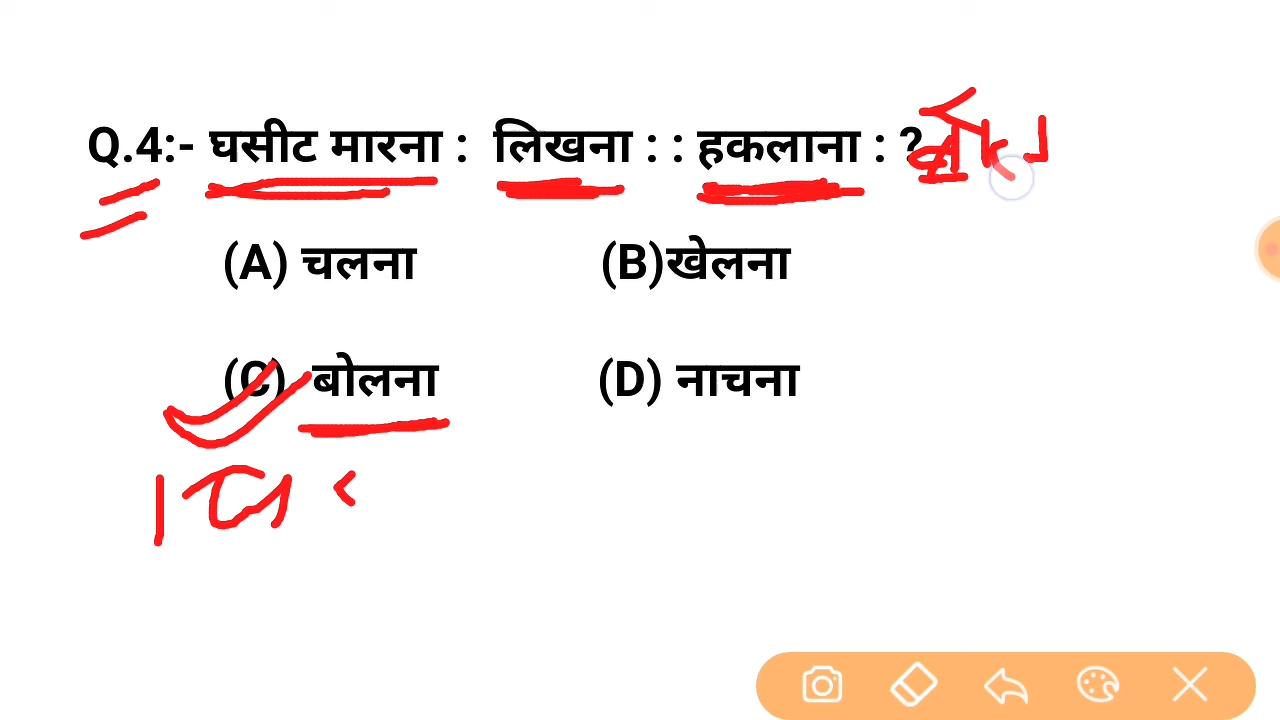 Q.4:- घसीट मारना : लिखना : : हकलाना : ?
(A) चलना (B)खेलना
(C) बोलना (D) नाचना